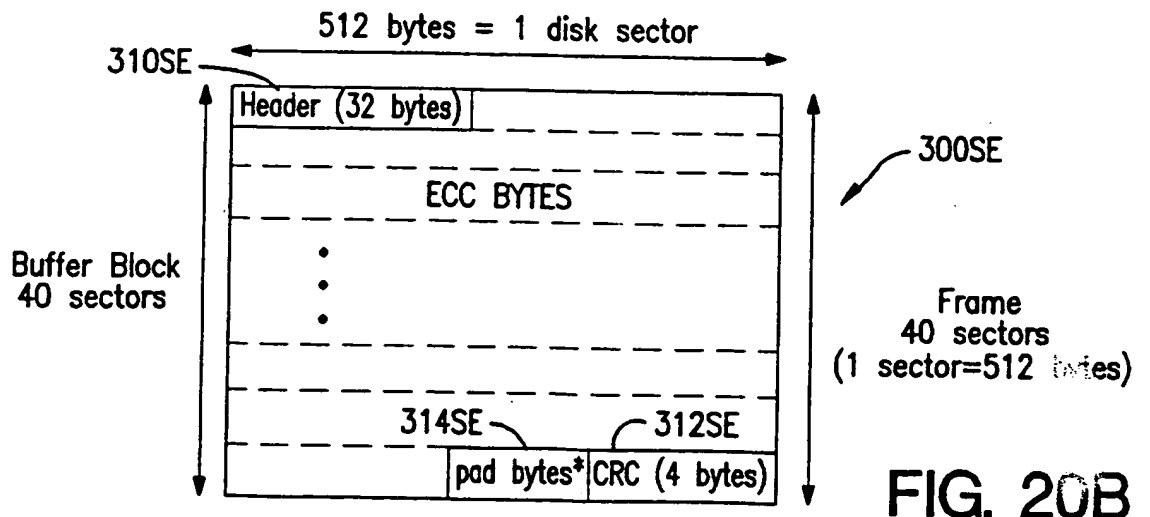 512 bytes = 1 disk sector
310SE
Header (32 bytes)
300SE
ECC BYTES
Buffer Block
40 sectors
Frame
40 sectors
(1 sector=512 bytes)
314SE
312SE
pad bytes*
CRC (4 bytes)
FIG. 20B